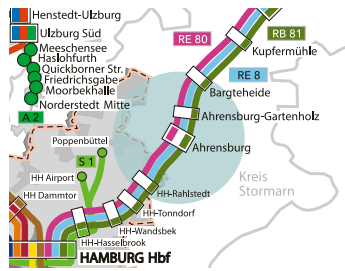 Henstedt-Ulzburg
Ulzburg Süd
Meeschensee
Haslohfurth
Quickborner Str.
Friedrichsgabe
Moorbekhalle
Norderstedt Mitte
A 2
RE 80
RB 81
RE 8
Kupfermühle
Bargteheide
Ahrensburg-Gartenholz
Ahrensburg
Poppenbüttel
S 1
HH Airport
HH Dammtor
HH-Rahlstedt
HH-Tonndorf
HH-Wandsbek
HH-Hasselbrook
HAMBURG Hbf
Kreis
Stormarn